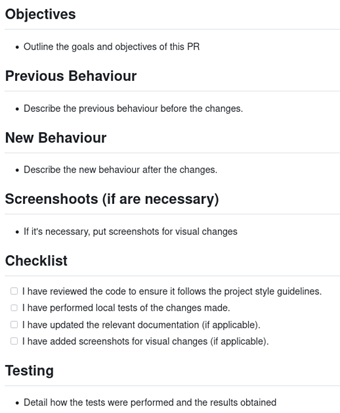 Objectives
• Outline the goals and objectives of this PR
Previous Behaviour
• Describe the previous behaviour before the changes.
New Behaviour
• Describe the new behaviour after the changes.
Screenshoots (if are necessary)
• If it's necessary, put screenshots for visual changes
Checklist
I have reviewed the code to ensure it follows the project style guidelines.
I have performed local tests of the changes made.
I have updated the relevant documentation (if applicable).
I have added screenshots for visual changes (if applicable).
Testing
• Detail how the tests were performed and the results obtained